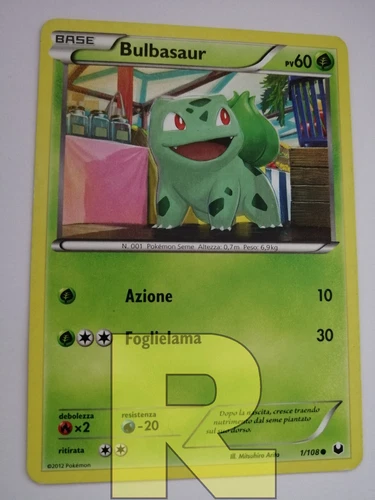 BASE
Bulbasaur
PV60
N. 001 Pokémon Seme Altezza: 0,7m Peso: 6,9kg
Azione 10
Foglielama 30
debolezza
×2
resistenza
-20
Dopo la nascita, cresce traendo
nutrimento dal seme piantato
sul suo dorso.
ritirata
Ill. Mitsuhiro Arita
1/108
©2012 Pokémon
R